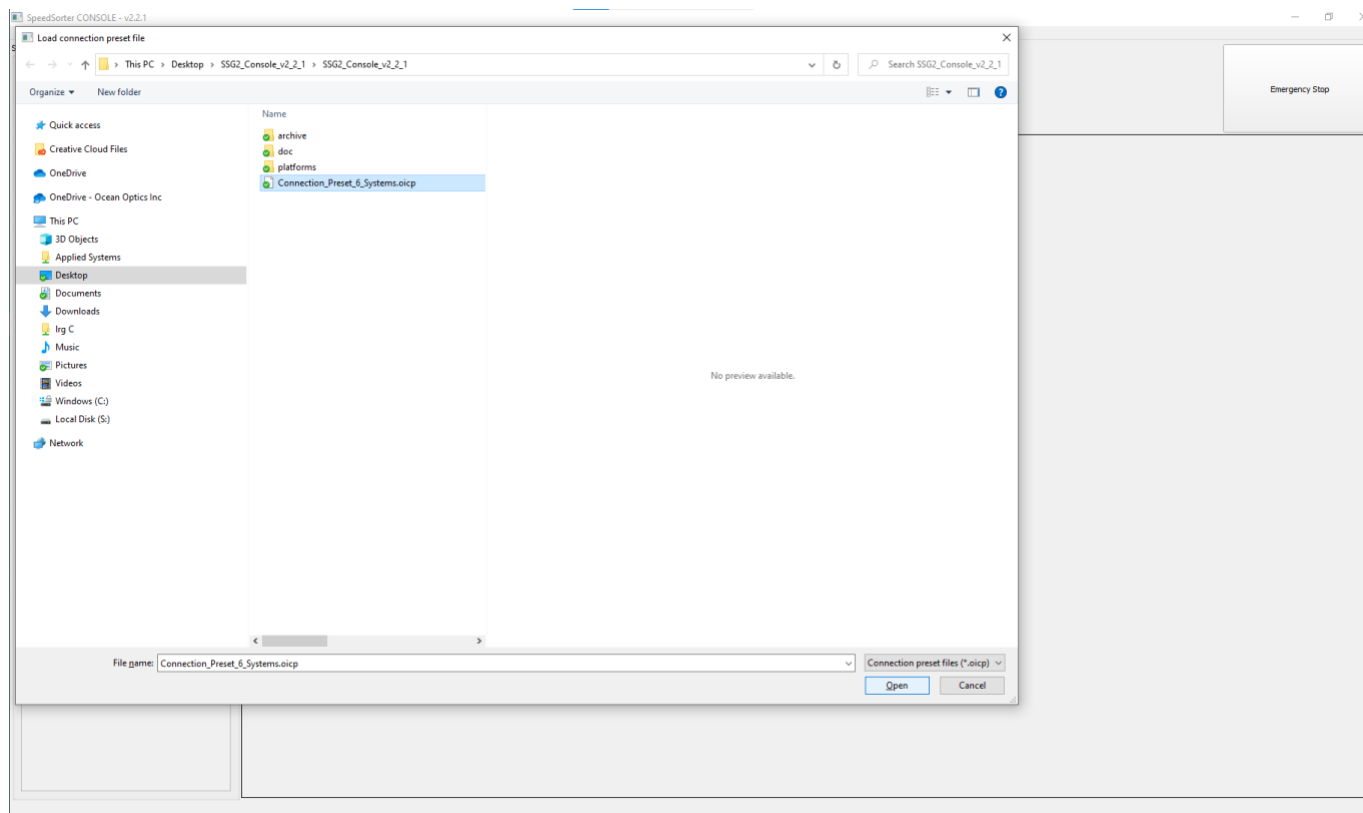 SpeedSorter CONSOLE - v2.2.1
Load connection preset file
This PC > Desktop > SSG2_Console_v2_2_1 > SSG2_Console_v2_2_1
Search SSG2_Console_v2_2_1
Organize
New folder
Emergency Stop
Name
Quick access
Creative Cloud Files
OneDrive
OneDrive - Ocean Optics Inc
This PC
3D Objects
Applied Systems
Desktop
Documents
Downloads
Irg C
Music
Pictures
Videos
Windows (C:)
Local Disk (S:)
Network
archive
doc
platforms
Connection_Preset_6_Systems.oicp
No preview available.
File name: Connection_Preset_6_Systems.oicp
Connection preset files (*.oicp)
Open
Cancel